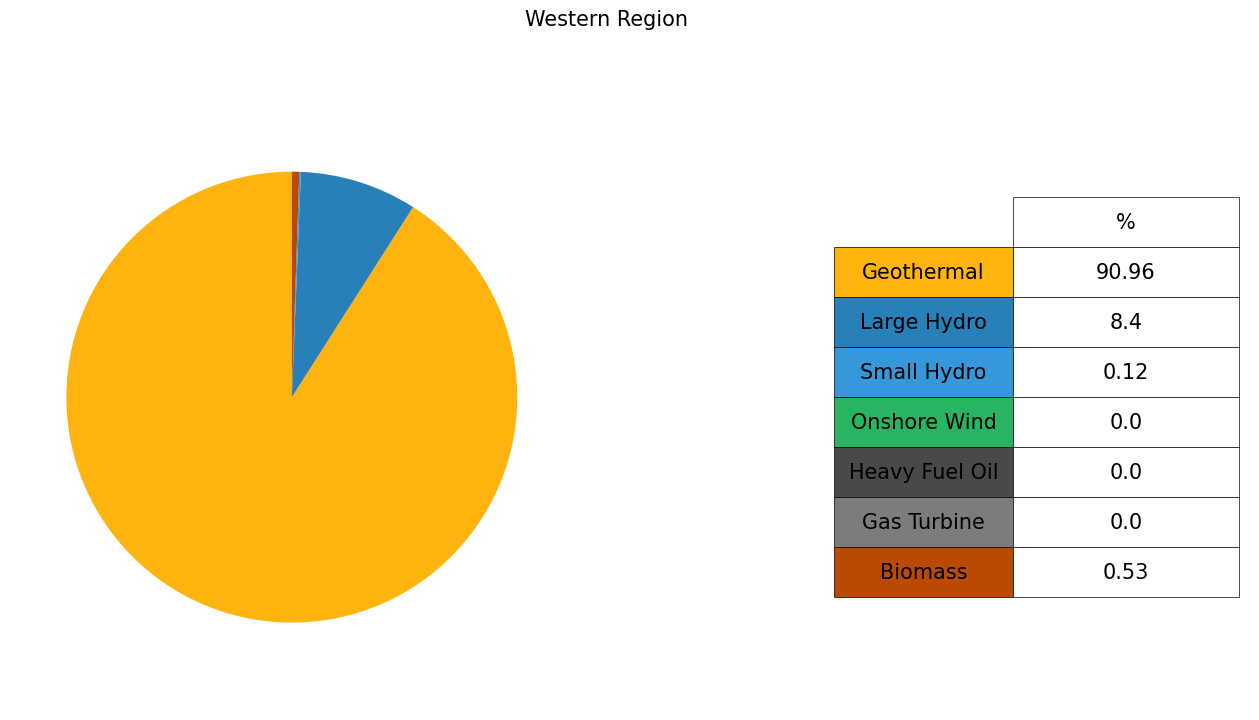 Western Region
%
Geothermal 90.96
Large Hydro 8.4
Small Hydro 0.12
Onshore Wind 0.0
Heavy Fuel Oil 0.0
Gas Turbine 0.0
Biomass 0.53